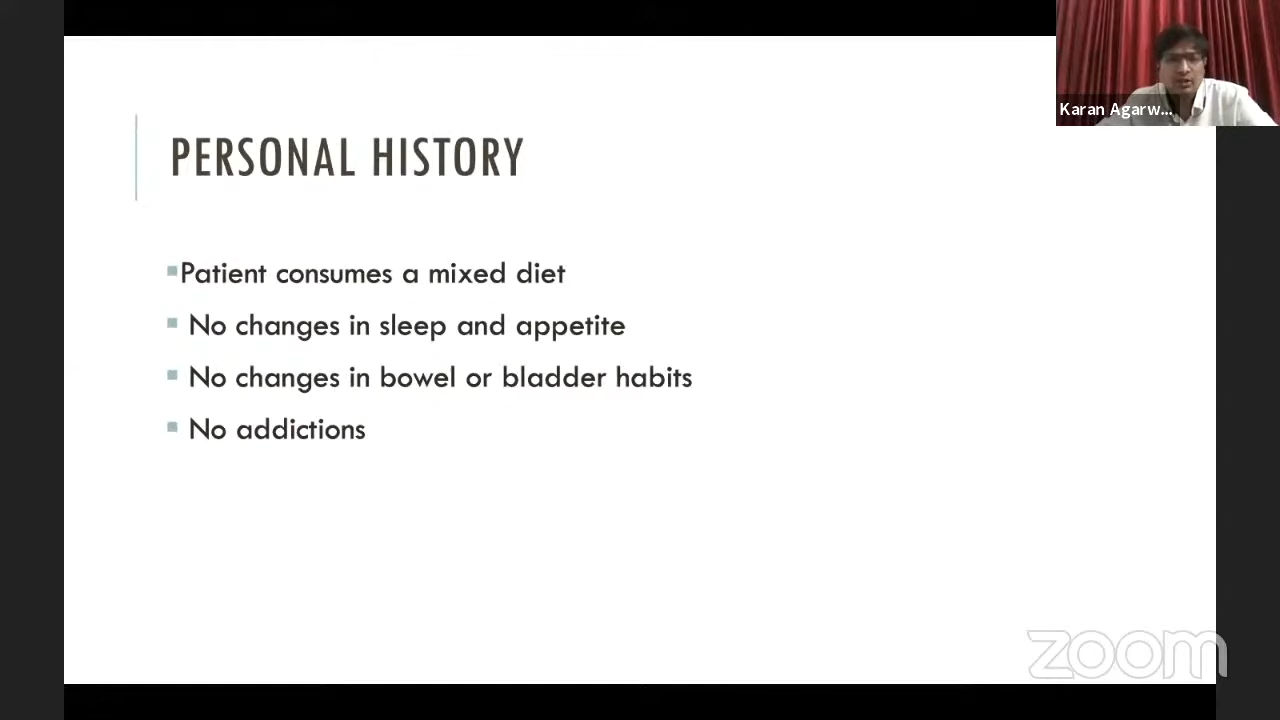 Karan Agarw...
PERSONAL HISTORY
▪Patient consumes a mixed diet
▪ No changes in sleep and appetite
▪ No changes in bowel or bladder habits
▪ No addictions
zoom